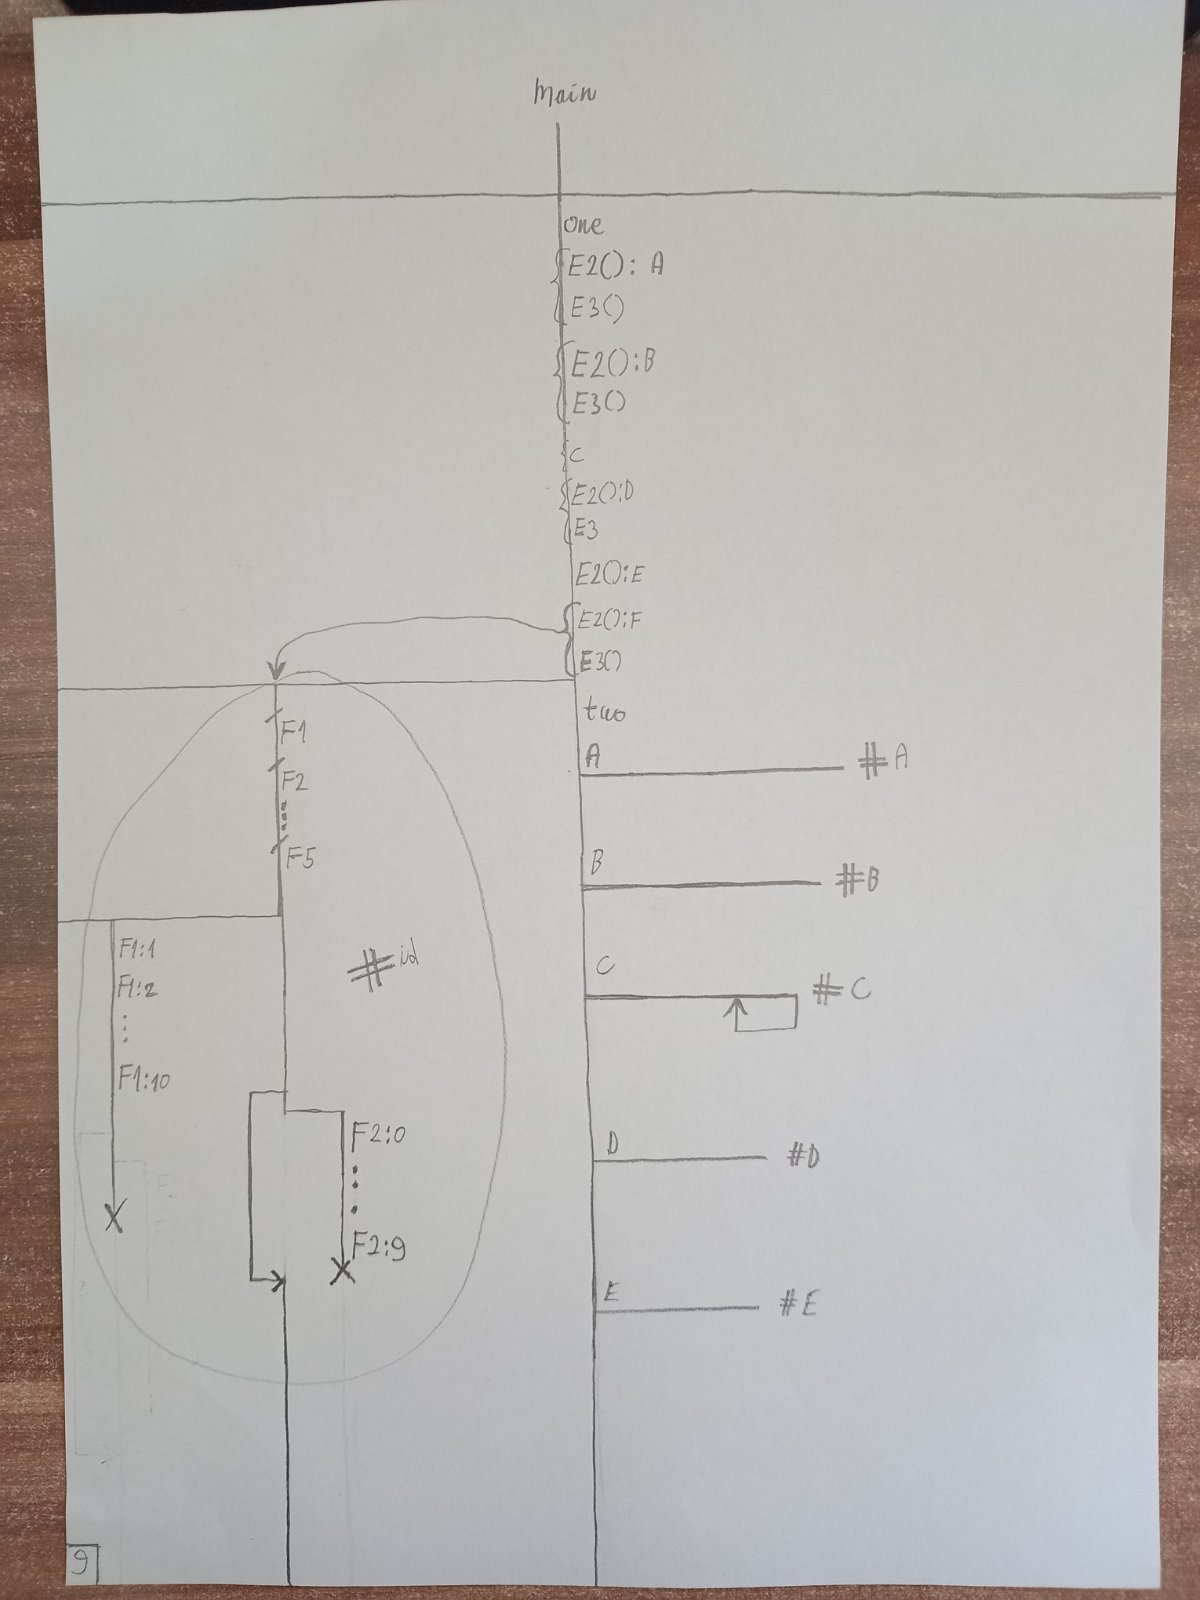 Main
one
E2(): A
E3()
E2():B
E3()
C
E2():D
E3
E2():E
E2():F
E3()
two
F1
F2
F5
A
#A
B
#B
F1:1
F1:2
F1:10
#id
C
#C
F2:0
F2:9
D
#D
E
#E
9